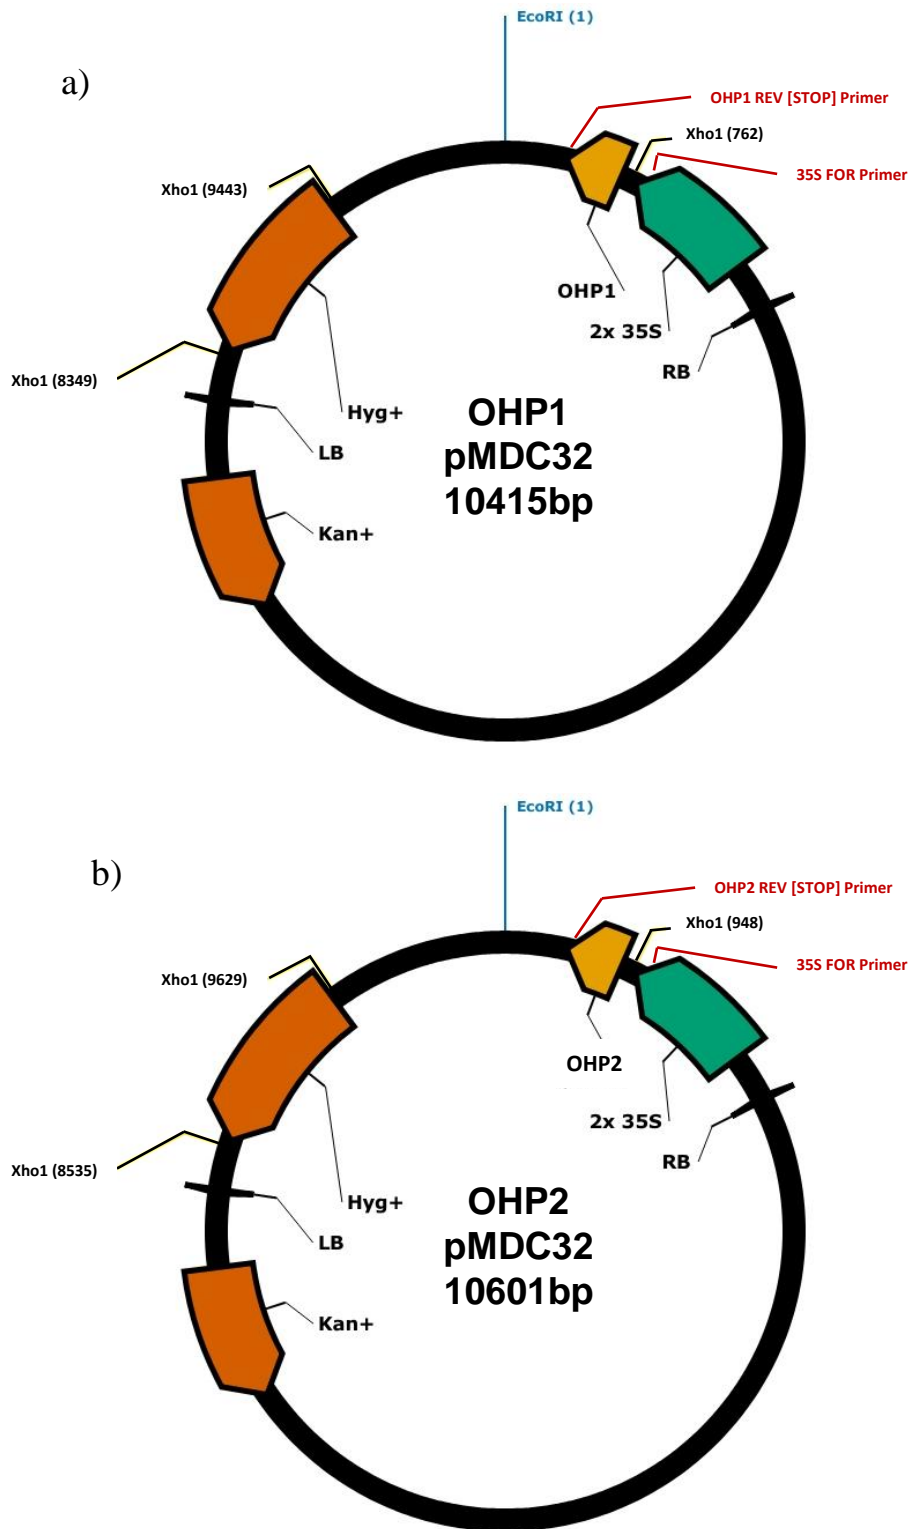 EcoRI (1)
a)
OHP1 REV [STOP] Primer
Xho1 (762)
35S FOR Primer
Xho1 (9443)
OHP1
2x 35S
RB
Xho1 (8349)
Hyg+
LB
Kan+
OHP1
pMDC32
10415bp
EcoRI (1)
b)
OHP2 REV [STOP] Primer
Xho1 (948)
35S FOR Primer
Xho1 (9629)
OHP2
2x 35S
RB
Xho1 (8535)
Hyg+
LB
Kan+
OHP2
pMDC32
10601bp